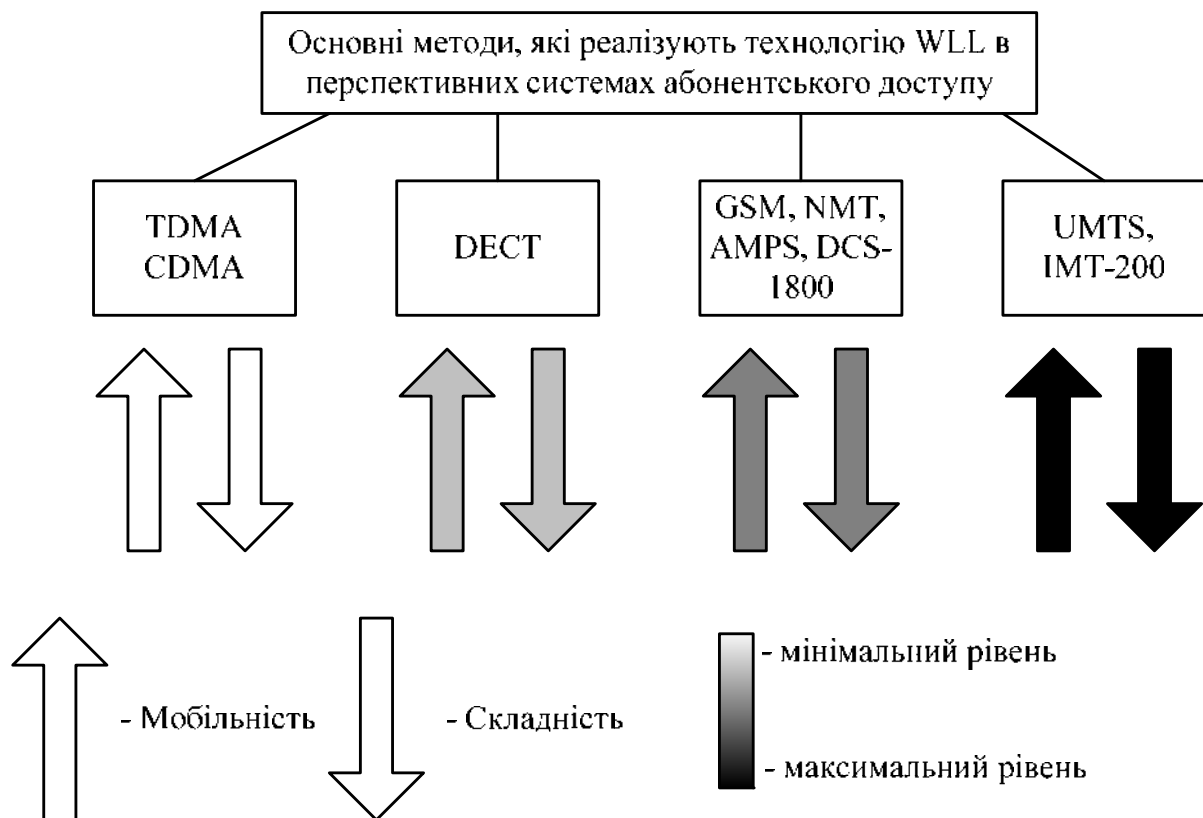 Основні методи, які реалізують технологію WLL в
перспективних системах абонентського доступу
TDMA
CDMA
DECT
GSM, NMT,
AMPS, DCS-
1800
UMTS,
IMT-200
- Мобільність
- Складність
- мінімальний рівень
- максимальний рівень